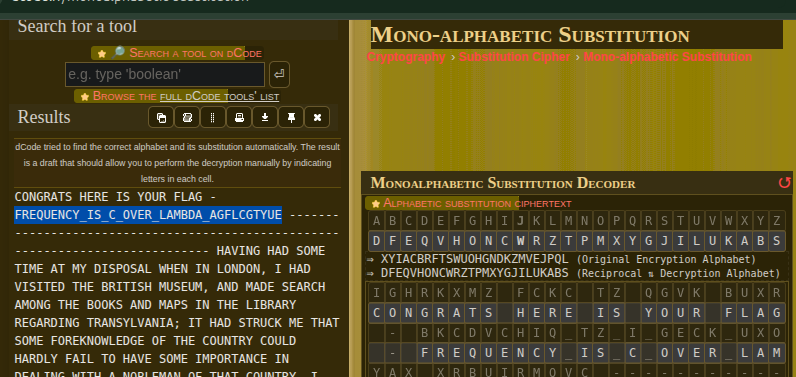 Search for a tool
Search a tool on dCode
e.g. type 'boolean'
Browse the full dCode tools' list
Results
dCode tried to find the correct alphabet and its substitution automatically. The result
is a draft that should allow you to perform the decryption manually by indicating
letters in each cell.
CONGRATS HERE IS YOUR FLAG -
FREQUENCY_IS_C_OVER_LAMBDA_AGFLCGTYUE -------
HAVING HAD SOME
TIME AT MY DISPOSAL WHEN IN LONDON, I HAD
VISITED THE BRITISH MUSEUM, AND MADE SEARCH
AMONG THE BOOKS AND MAPS IN THE LIBRARY
REGARDING TRANSYLVANIA; IT HAD STRUCK ME THAT
SOME FOREKNOWLEDGE OF THE COUNTRY COULD
HARDLY FAIL TO HAVE SOME IMPORTANCE IN
DEALING WITH A NOBLEMAN OF THAT COUNTRY. I
Mono-alphabetic Substitution
Cryptography › Substitution Cipher › Mono-alphabetic Substitution
Monoalphabetic Substitution Decoder
Alphabetic substitution ciphertext
A B C D E F G H I J K L M N O P Q R S T U V W X Y Z
D F E Q V H O N C W R Z T P M X Y G J I L U K A B S
⇒ XYIACBRFTSWUOHGNDKZMVEJPQL (Original Encryption Alphabet)
⇒ DFEQVHONCWRZTPMXYGJILUKABS (Reciprocal ⇅ Decryption Alphabet)
I G H R K X M Z F C K C T Z Q G V K B U X R
C O N G R A T S H E R E I S Y O U R F L A G
- B K C D V C H I Q _ T Z _ I _ G E C K _ U X O
- F R E Q U E N C Y _ I S _ C _ O V E R _ L A M
Y A X X R B U I R M Q V C - - - - - - - - - -